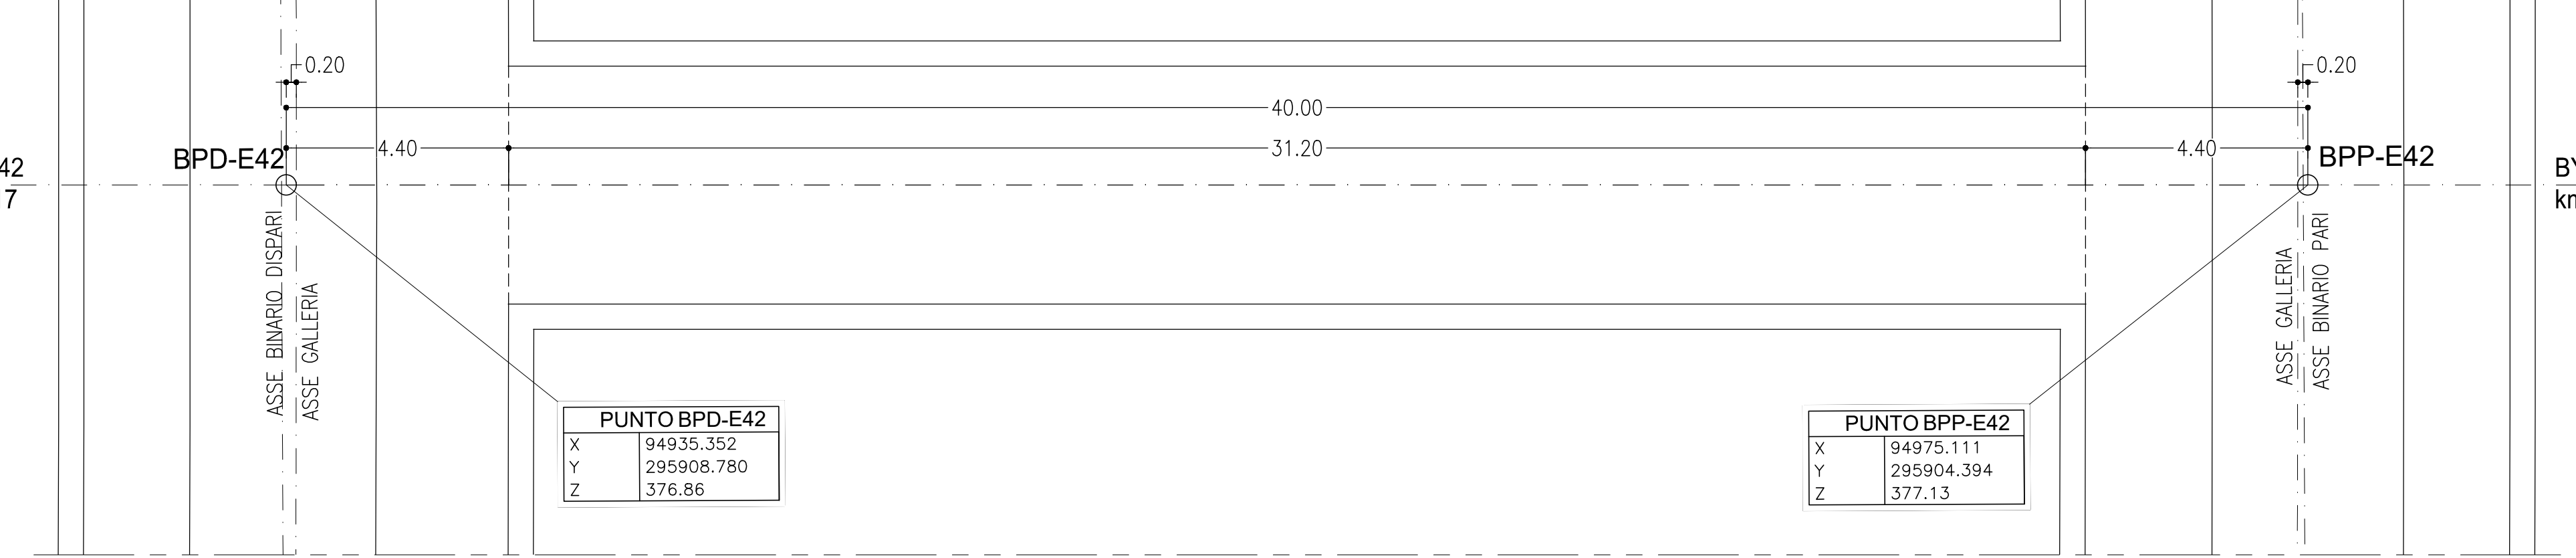 0.20
0.20
40.00
4.40
31.20
4.40
BPD-E42
BPP-E42
42
7
BY
km
ASSE BINARIO DISPARI
ASSE GALLERIA
ASSE GALLERIA
ASSE BINARIO PARI
PUNTO BPD-E42
X 94935.352
Y 295908.780
Z 376.86
PUNTO BPP-E42
X 94975.111
Y 295904.394
Z 377.13